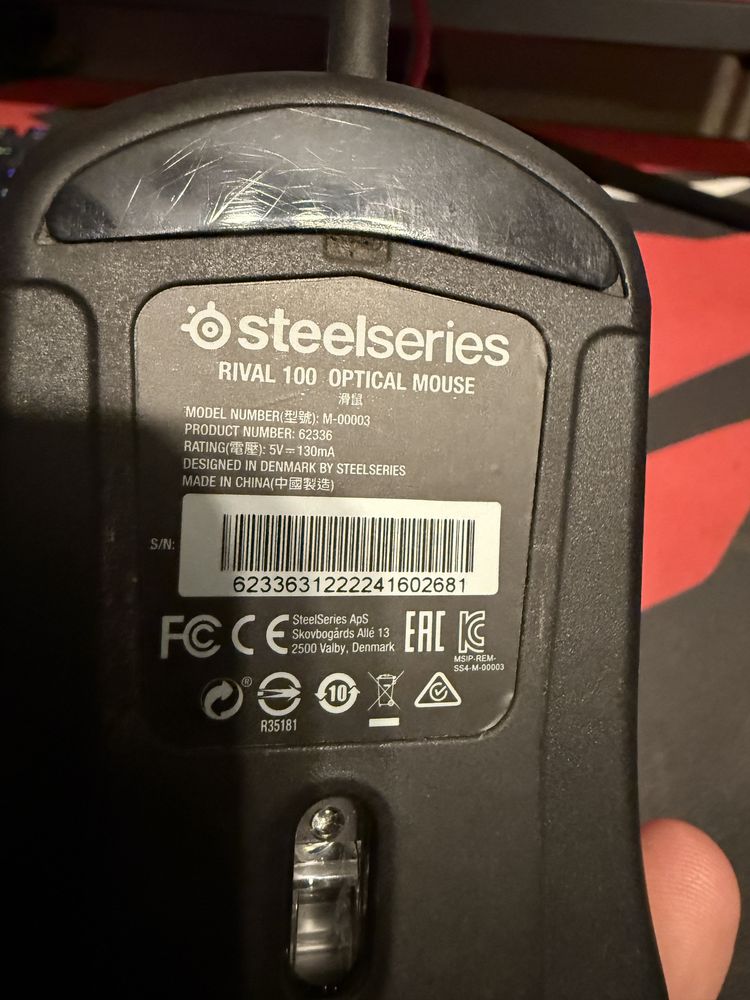 steelseries
RIVAL 100 OPTICAL MOUSE
滑鼠
MODEL NUMBER(型號): M-00003
PRODUCT NUMBER: 62336
RATING(電壓): 5V⎓130mA
DESIGNED IN DENMARK BY STEELSERIES
MADE IN CHINA(中國製造)
S/N:
6233631222241602681
FC CE
SteelSeries ApS
Skovbogårds Allé 13
2500 Valby, Denmark
EAC
KC
MSIP-REM-
SS4-M-00003
®
R35181
10